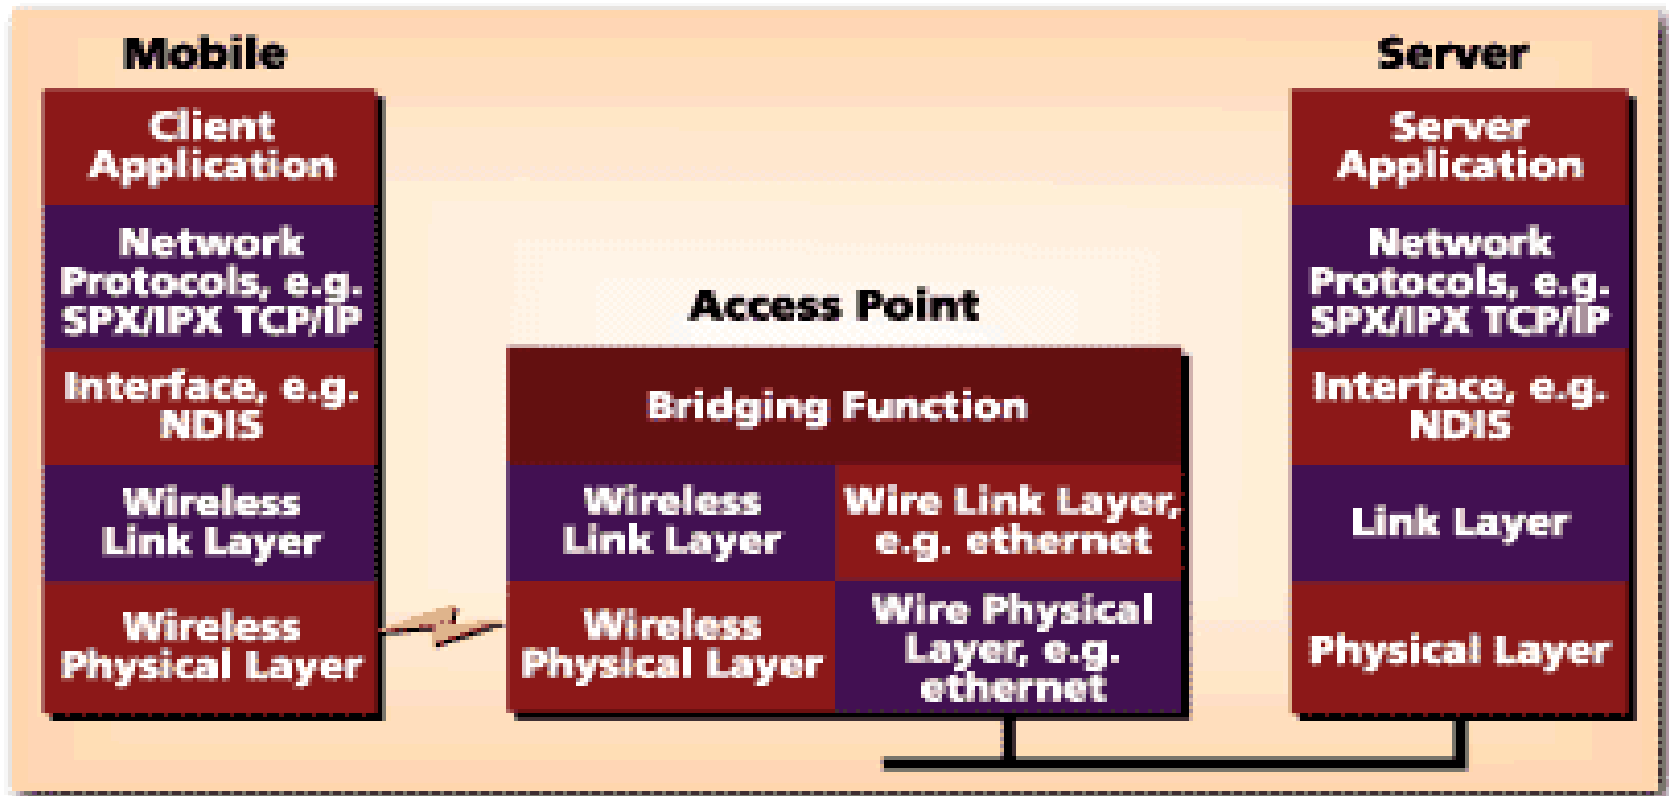 Mobile
Client
Application
Network
Protocols, e.g.
SPX/IPX TCP/IP
Interface, e.g.
NDIS
Wireless
Link Layer
Wireless
Physical Layer
Access Point
Bridging Function
Wireless
Link Layer
Wire Link Layer,
e.g. ethernet
Wireless
Physical Layer
Wire Physical
Layer, e.g.
ethernet
Server
Server
Application
Network
Protocols, e.g.
SPX/IPX TCP/IP
Interface, e.g.
NDIS
Link Layer
Physical Layer